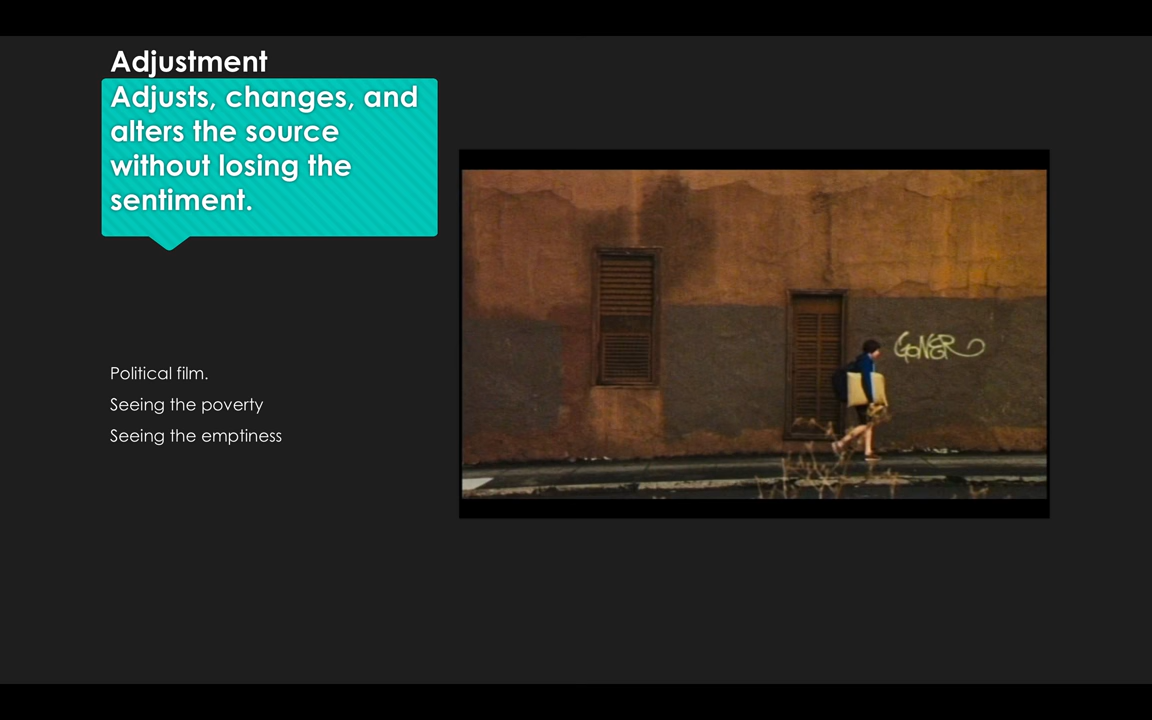 Adjustment
Adjusts, changes, and
alters the source
without losing the
sentiment.
Political film.
Seeing the poverty
Seeing the emptiness
GONER